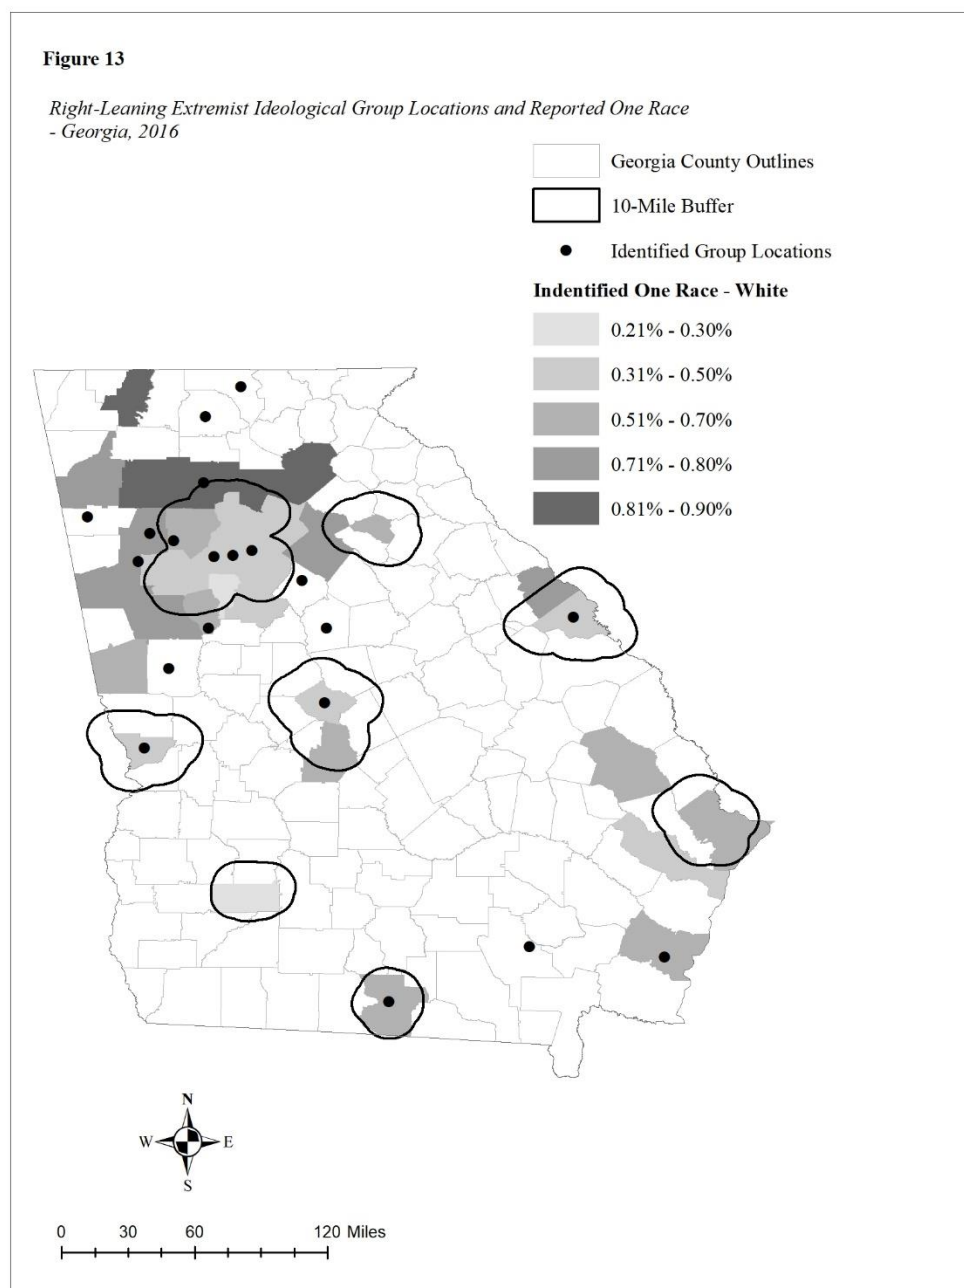 Figure 13
Right-Leaning Extremist Ideological Group Locations and Reported One Race
- Georgia, 2016
Georgia County Outlines
10-Mile Buffer
Identified Group Locations
Indentified One Race - White
0.21% - 0.30%
0.31% - 0.50%
0.51% - 0.70%
0.71% - 0.80%
0.81% - 0.90%
N
W E
S
0 30 60 120 Miles